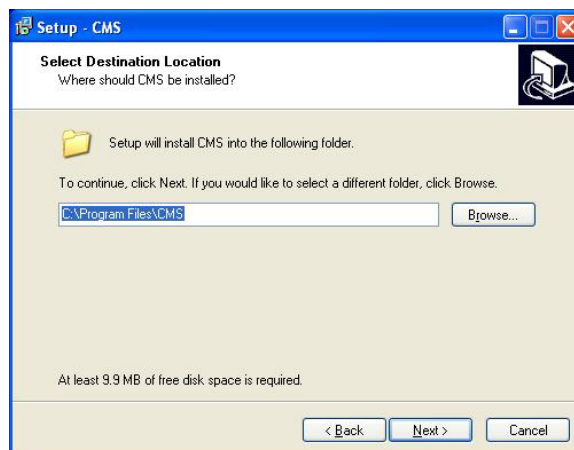 Setup - CMS
Select Destination Location
Where should CMS be installed?
Setup will install CMS into the following folder.
To continue, click Next. If you would like to select a different folder, click Browse.
C:\Program Files\CMS
Browse...
At least 9.9 MB of free disk space is required.
< Back
Next >
Cancel